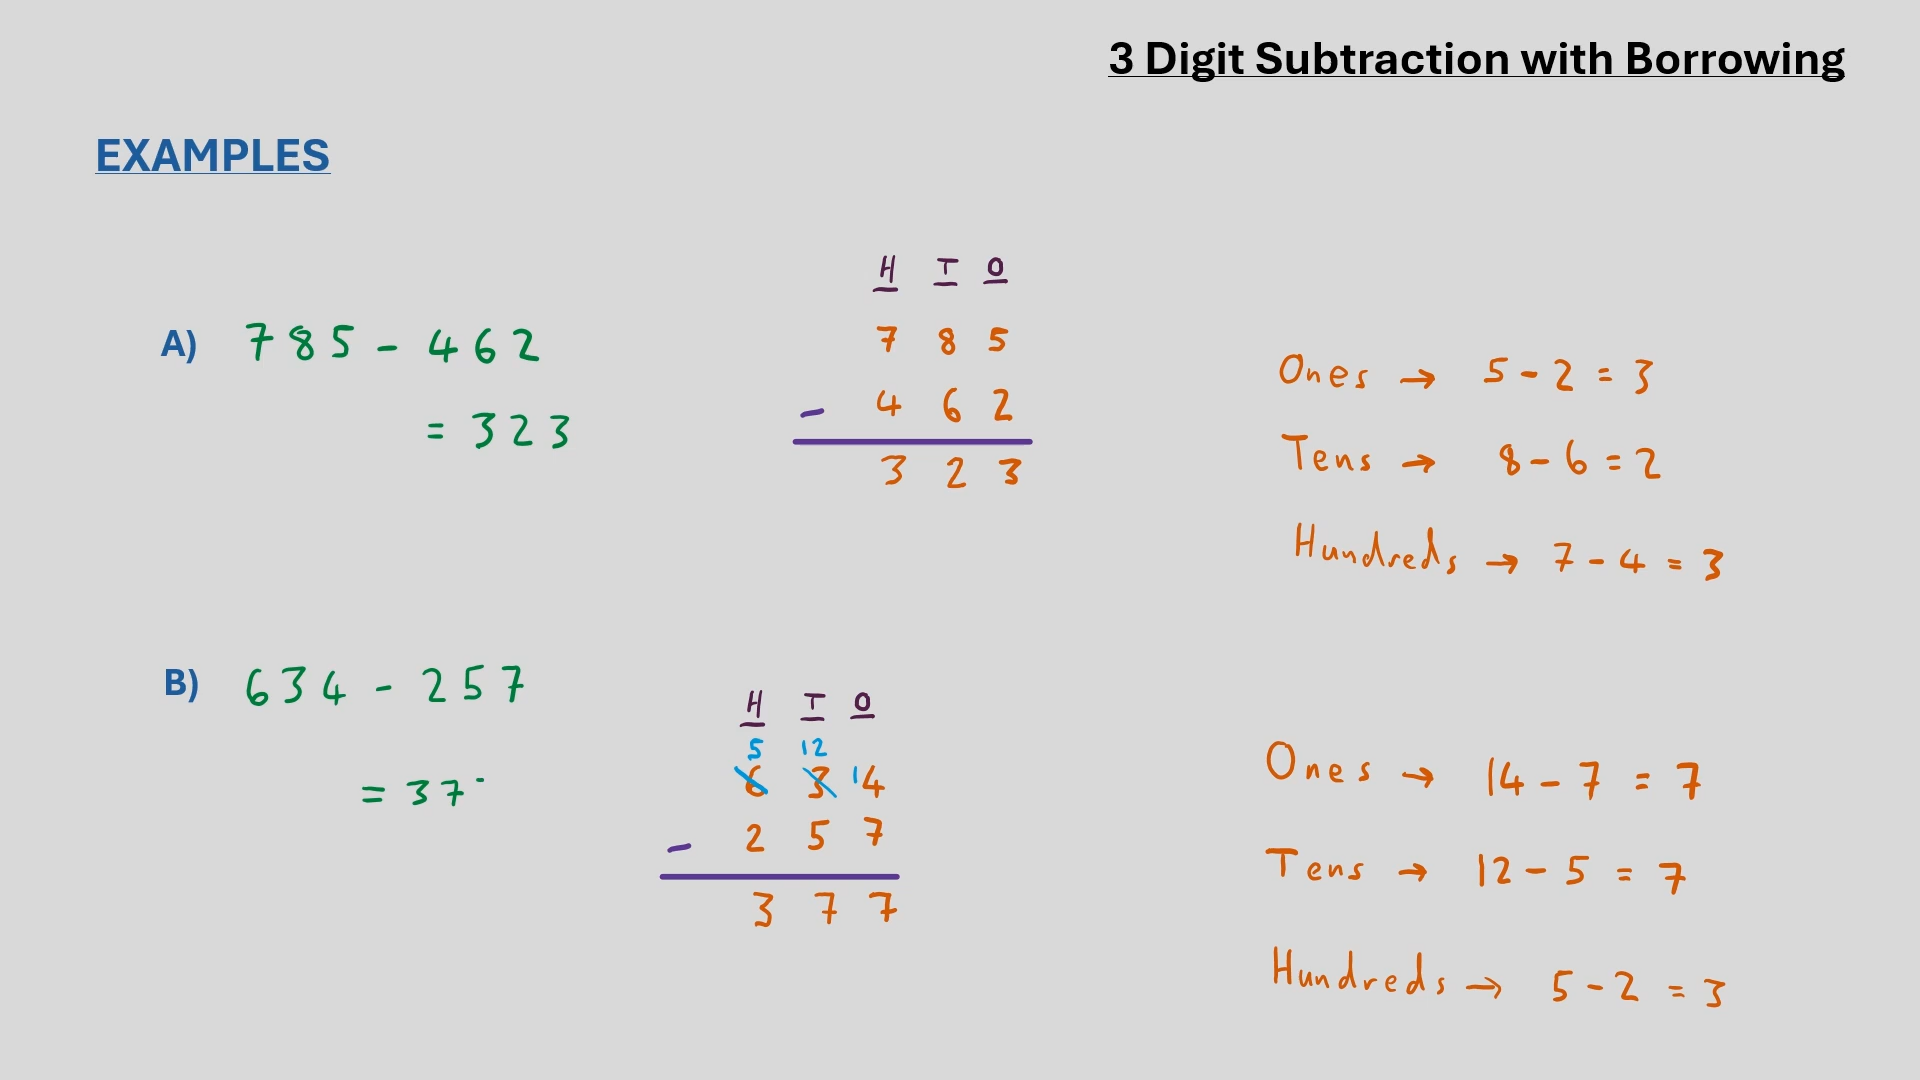 3 Digit Subtraction with Borrowing
EXAMPLES
A) 785 - 462
= 323
H T O
7 8 5
- 4 6 2
3 2 3
Ones → 5 - 2 = 3
Tens → 8 - 6 = 2
Hundreds → 7 - 4 = 3
B) 634 - 257
= 37
H T O
5 12
6 3 14
- 2 5 7
3 7 7
Ones → 14 - 7 = 7
Tens → 12 - 5 = 7
Hundreds → 5 - 2 = 3